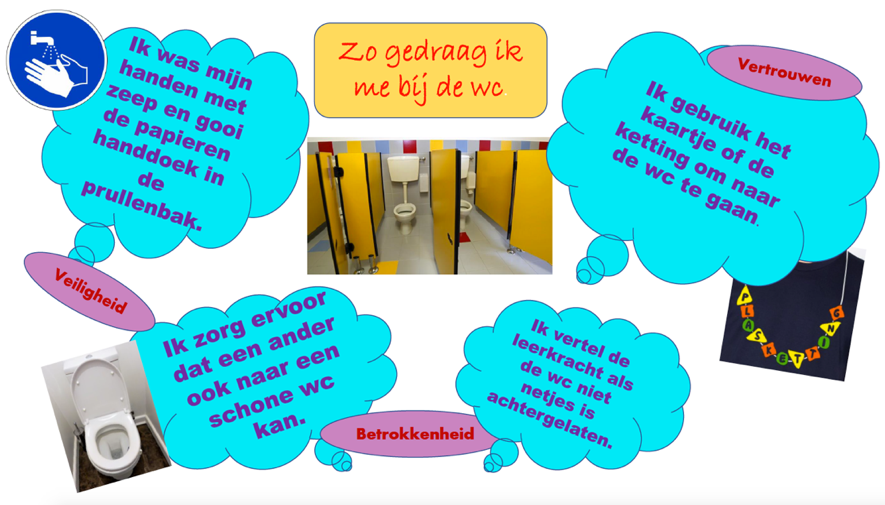 Zo gedraag ik
me bij de wc.
Ik was mijn
handen met
zeep en gooi
de papieren
handdoek in
de
prullenbak.
Vertrouwen
Ik gebruik het
kaartje of de
ketting om naar
de wc te gaan.
Veiligheid
PLASKETTING
Ik zorg ervoor
dat een ander
ook naar een
schone wc
kan.
Betrokkenheid
Ik vertel de
leerkracht als
de wc niet
netjes is
achtergelaten.